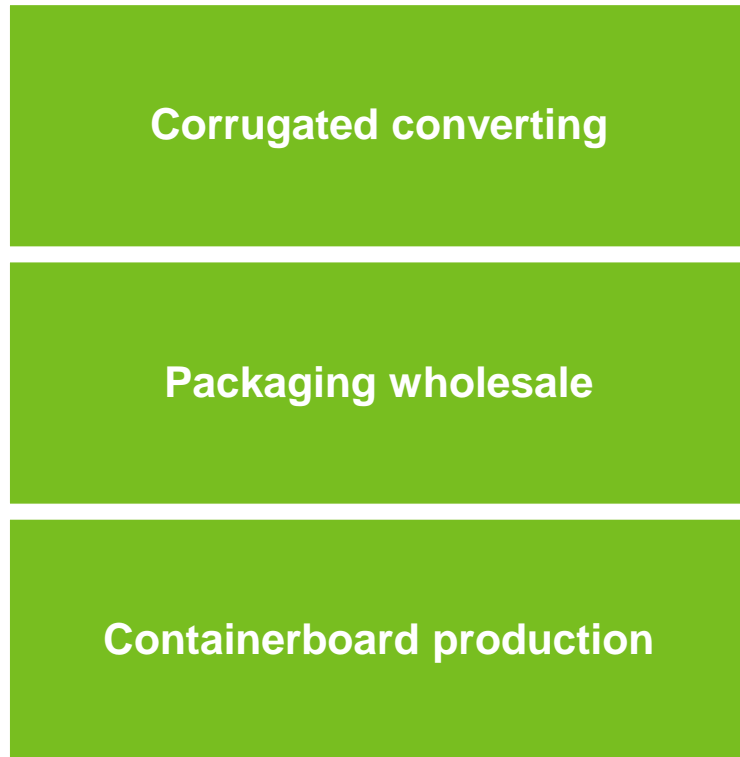 Corrugated converting
Packaging wholesale
Containerboard production